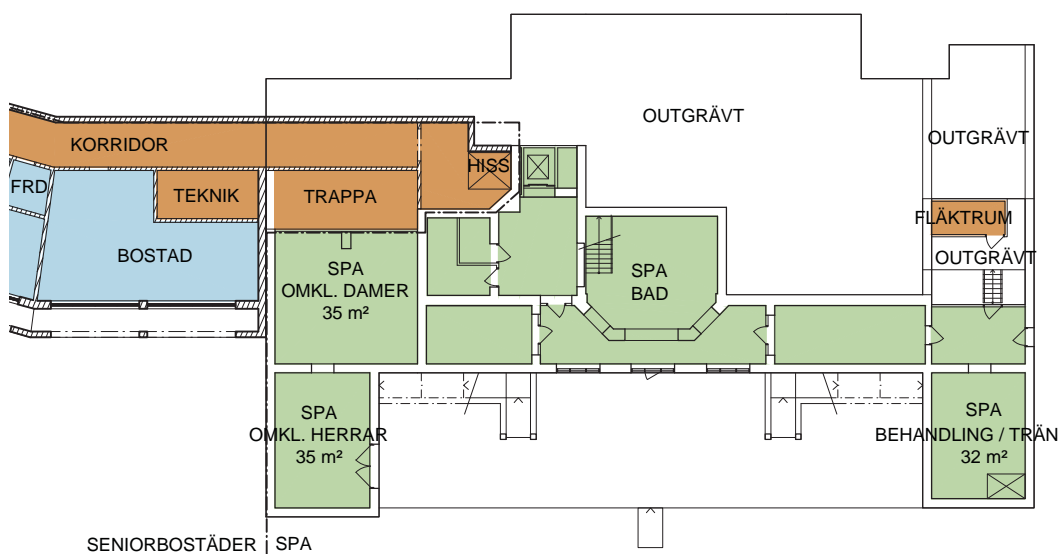 OUTGRÄVT
KORRIDOR
OUTGRÄVT
HISS
FRD
TEKNIK
TRAPPA
FLÄKTRUM
BOSTAD
OUTGRÄVT
SPA
OMKL. DAMER
35 m²
SPA
BAD
SPA
OMKL. HERRAR
35 m²
SPA
BEHANDLING / TRÄN
32 m²
SENIORBOSTÄDER
SPA